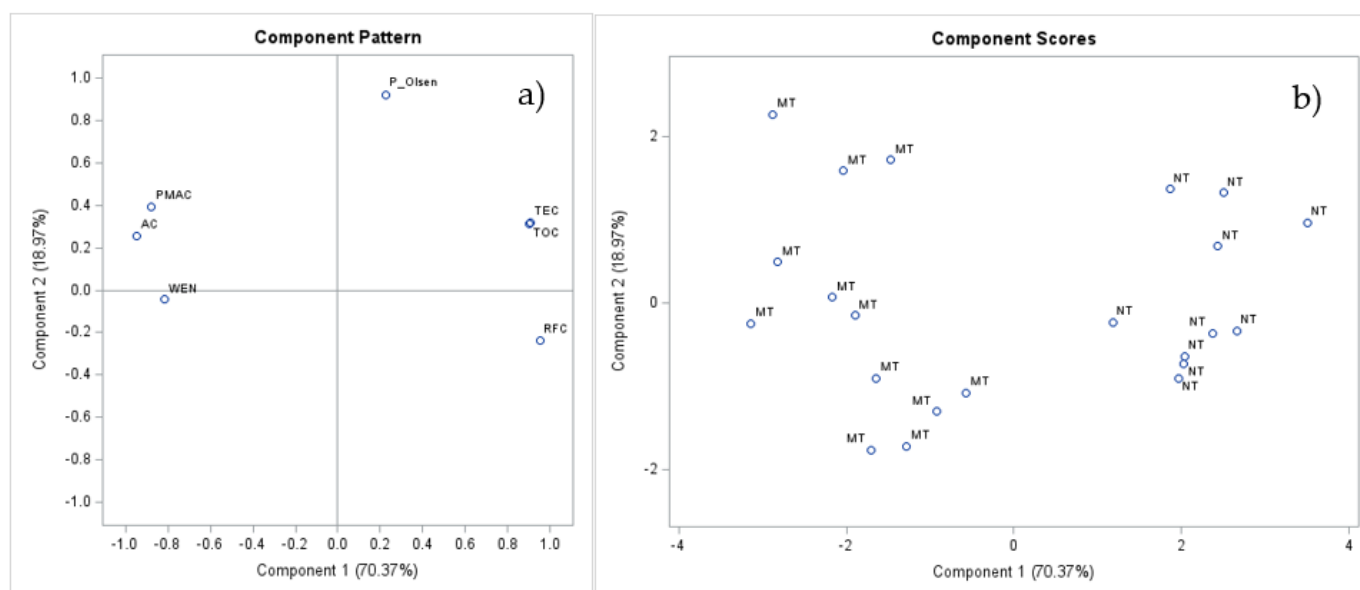 Component Pattern
a)
P_Olsen
PMAC
AC
TEC
TOC
WEN
RFC
1.0
0.8
0.6
0.4
0.2
0.0
-0.2
-0.4
-0.6
-0.8
-1.0
Component 2 (18.97%)
-1.0 -0.8 -0.6 -0.4 -0.2 0.0 0.2 0.4 0.6 0.8 1.0
Component 1 (70.37%)
Component Scores
b)
MT
MT MT
NT NT
NT
NT
MT
MT
MT MT
NT NT NT
NT
NT
NT
MT MT
MT
MT MT
2
0
-2
Component 2 (18.97%)
-4 -2 0 2 4
Component 1 (70.37%)